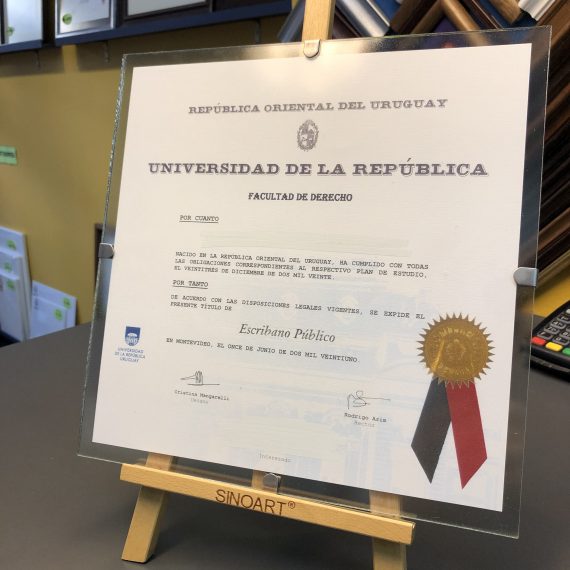 REPÚBLICA ORIENTAL DEL URUGUAY
UNIVERSIDAD DE LA REPÚBLICA
FACULTAD DE DERECHO
POR CUANTO
NACIDO EN LA REPÚBLICA ORIENTAL DEL URUGUAY, HA CUMPLIDO CON TODAS
LAS OBLIGACIONES CORRESPONDIENTES AL RESPECTIVO PLAN DE ESTUDIO,
EL VEINTITRES DE DICIEMBRE DE DOS MIL VEINTE.
POR TANTO
DE ACUERDO CON LAS DISPOSICIONES LEGALES VIGENTES, SE EXPIDE EL
PRESENTE TÍTULO DE
Escribano Público
EN MONTEVIDEO, EL ONCE DE JUNIO DE DOS MIL VEINTIUNO.
UNIVERSIDAD
DE LA REPÚBLICA
URUGUAY
Cristina Mangarelli
Decana
Rodrigo Arim
Rector
Interesado
SINOART®